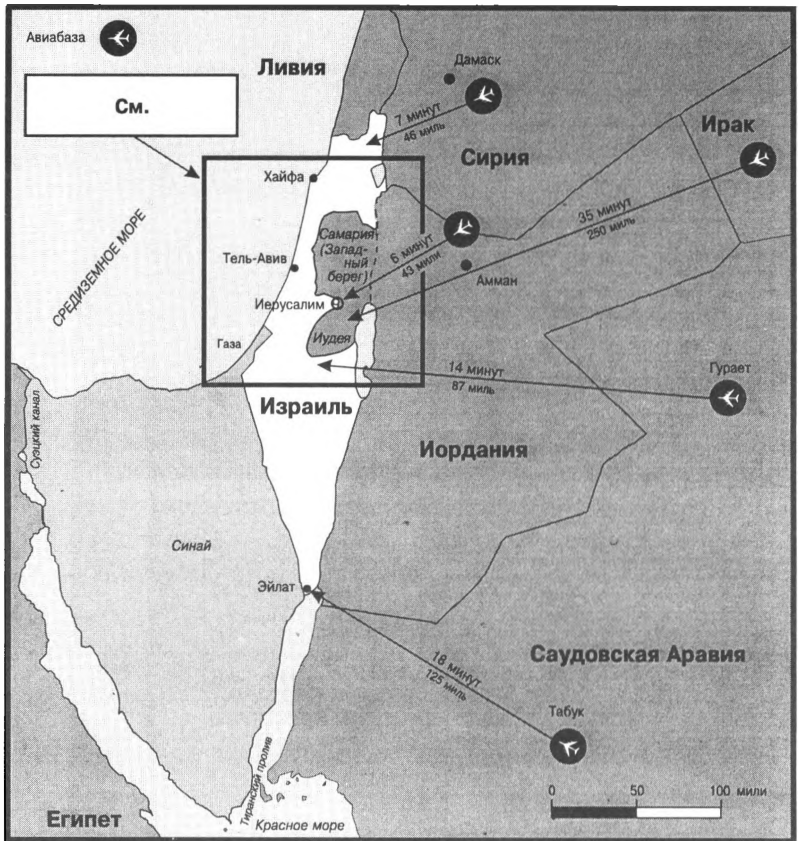 Авиабаза
Ливия
Дамаск
См.
7 минут
46 миль
Ирак
Сирия
Хайфа
35 минут
250 миль
СРЕДИЗЕМНОЕ МОРЕ
Самария
(Запад-
ный
берег)
6 минут
43 мили
Тель-Авив
Амман
Иерусалим
Газа
Иудея
14 минут
87 миль
Гурает
Суэцкий канал
Израиль
Иордания
Синай
Эйлат
18 минут
125 миль
Саудовская Аравия
Табук
Тиранский пролив
0 50 100 мили
Египет
Красное море